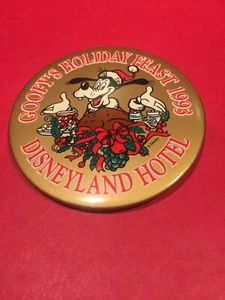 GOOFY'S HOLIDAY FEAST 1993
DISNEYLAND HOTEL